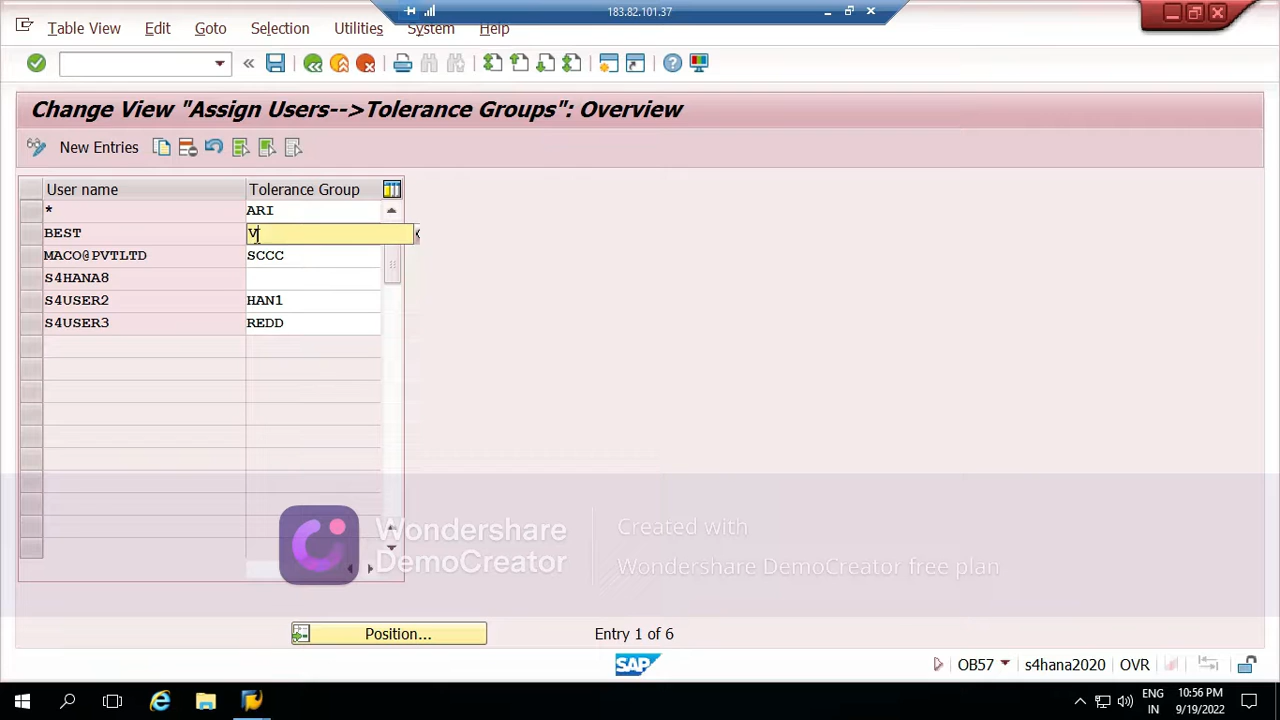 183.82.101.37
Table View Edit Goto Selection Utilities System Help
Change View "Assign Users-->Tolerance Groups": Overview
New Entries
User name Tolerance Group
* ARI
BEST V
MACO@PVTLTD SCCC
S4HANA8
S4USER2 HAN1
S4USER3 REDD
Wondershare
DemoCreator
Created with
Wondershare DemoCreator free plan
Position... Entry 1 of 6
SAP OB57 s4hana2020 OVR
ENG 10:56 PM
IN 9/19/2022